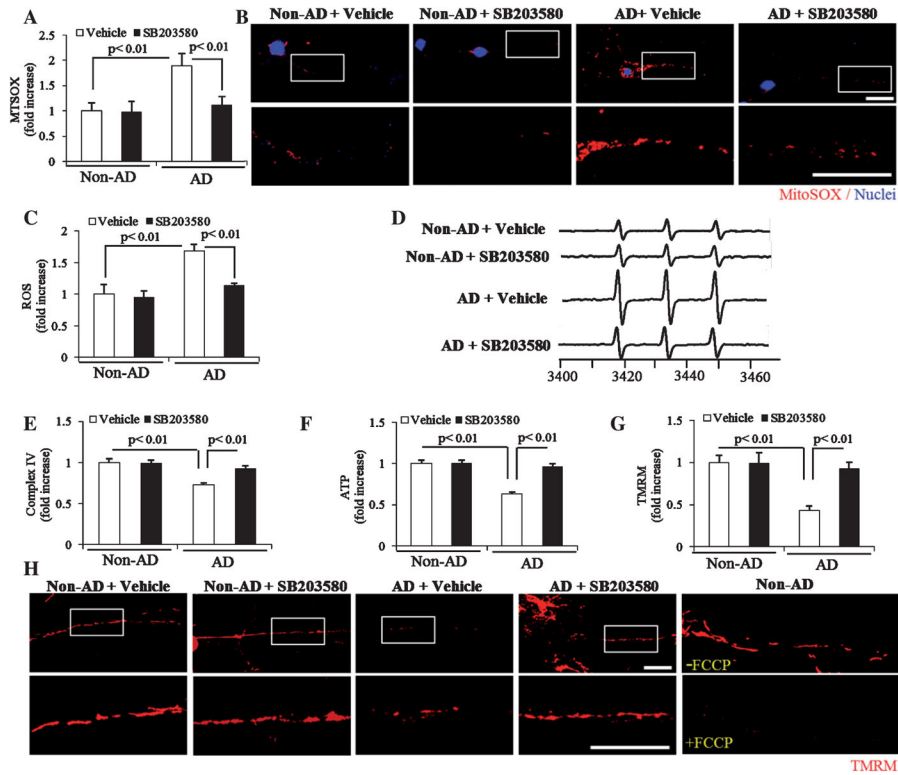 A
Vehicle SB203580
p< 0.01
p< 0.01
MTSOX
(fold increase)
2.5
2
1.5
1
0.5
0
Non-AD
AD
B
Non-AD + Vehicle
Non-AD + SB203580
AD+ Vehicle
AD + SB203580
MitoSOX / Nuclei
C
Vehicle SB203580
p< 0.01
p< 0.01
ROS
(fold increase)
2
1.5
1
0.5
0
Non-AD
AD
D
Non-AD + Vehicle
Non-AD + SB203580
AD + Vehicle
AD + SB203580
3400 3420 3440 3460
E
Vehicle SB203580
p< 0.01
p< 0.01
Complex IV
(fold increase)
1.5
1
0.5
0
Non-AD
AD
F
Vehicle SB203580
p< 0.01
p< 0.01
ATP
(fold increase)
1.5
1
0.5
0
Non-AD
AD
G
Vehicle SB203580
p< 0.01
p< 0.01
TMRM
(fold increase)
1.5
1
0.5
0
Non-AD
AD
H
Non-AD + Vehicle
Non-AD + SB203580
AD + Vehicle
AD + SB203580
Non-AD
-FCCP
+FCCP
TMRM